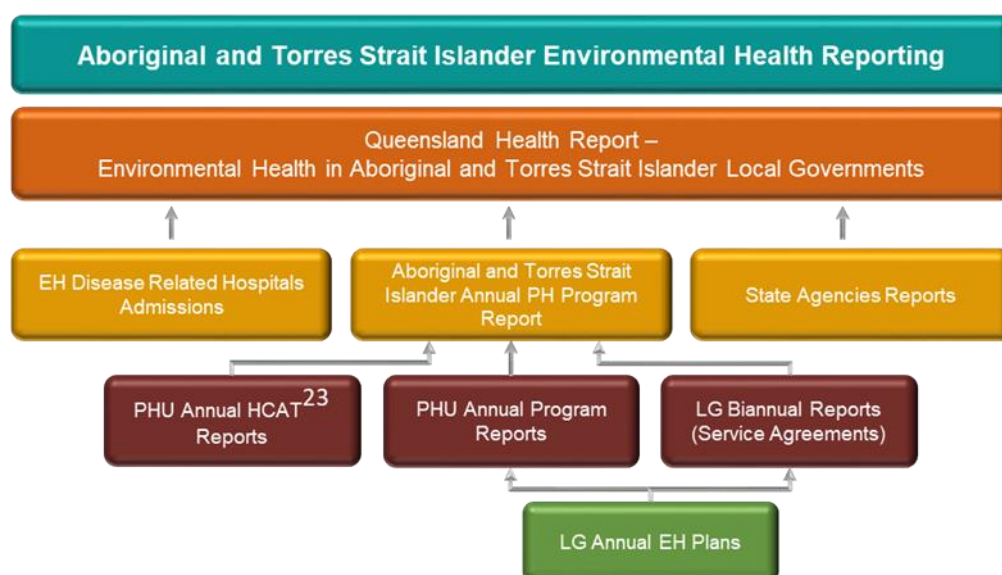 Aboriginal and Torres Strait Islander Environmental Health Reporting
Queensland Health Report –
Environmental Health in Aboriginal and Torres Strait Islander Local Governments
EH Disease Related Hospitals
Admissions
Aboriginal and Torres Strait
Islander Annual PH Program
Report
State Agencies Reports
PHU Annual HCAT23
Reports
PHU Annual Program
Reports
LG Biannual Reports
(Service Agreements)
LG Annual EH Plans